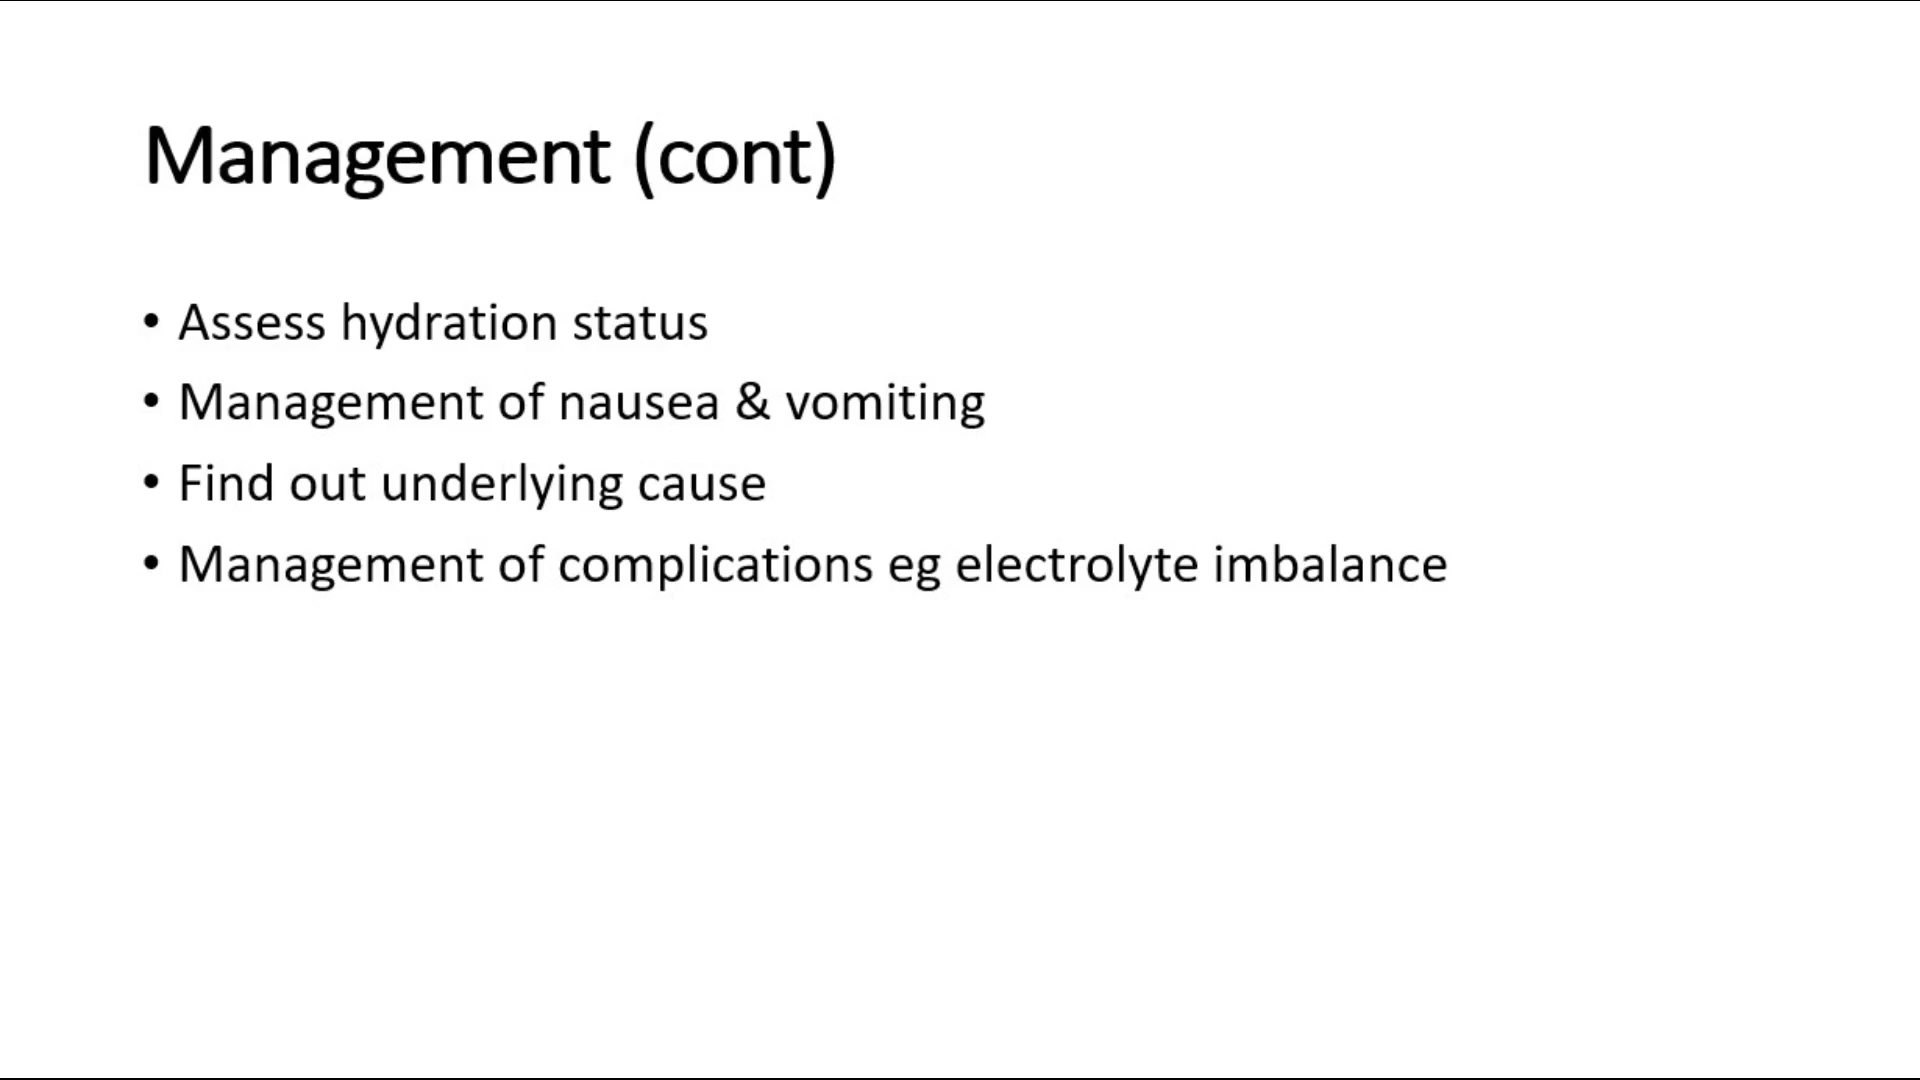 Management (cont)
• Assess hydration status
• Management of nausea & vomiting
• Find out underlying cause
• Management of complications eg electrolyte imbalance